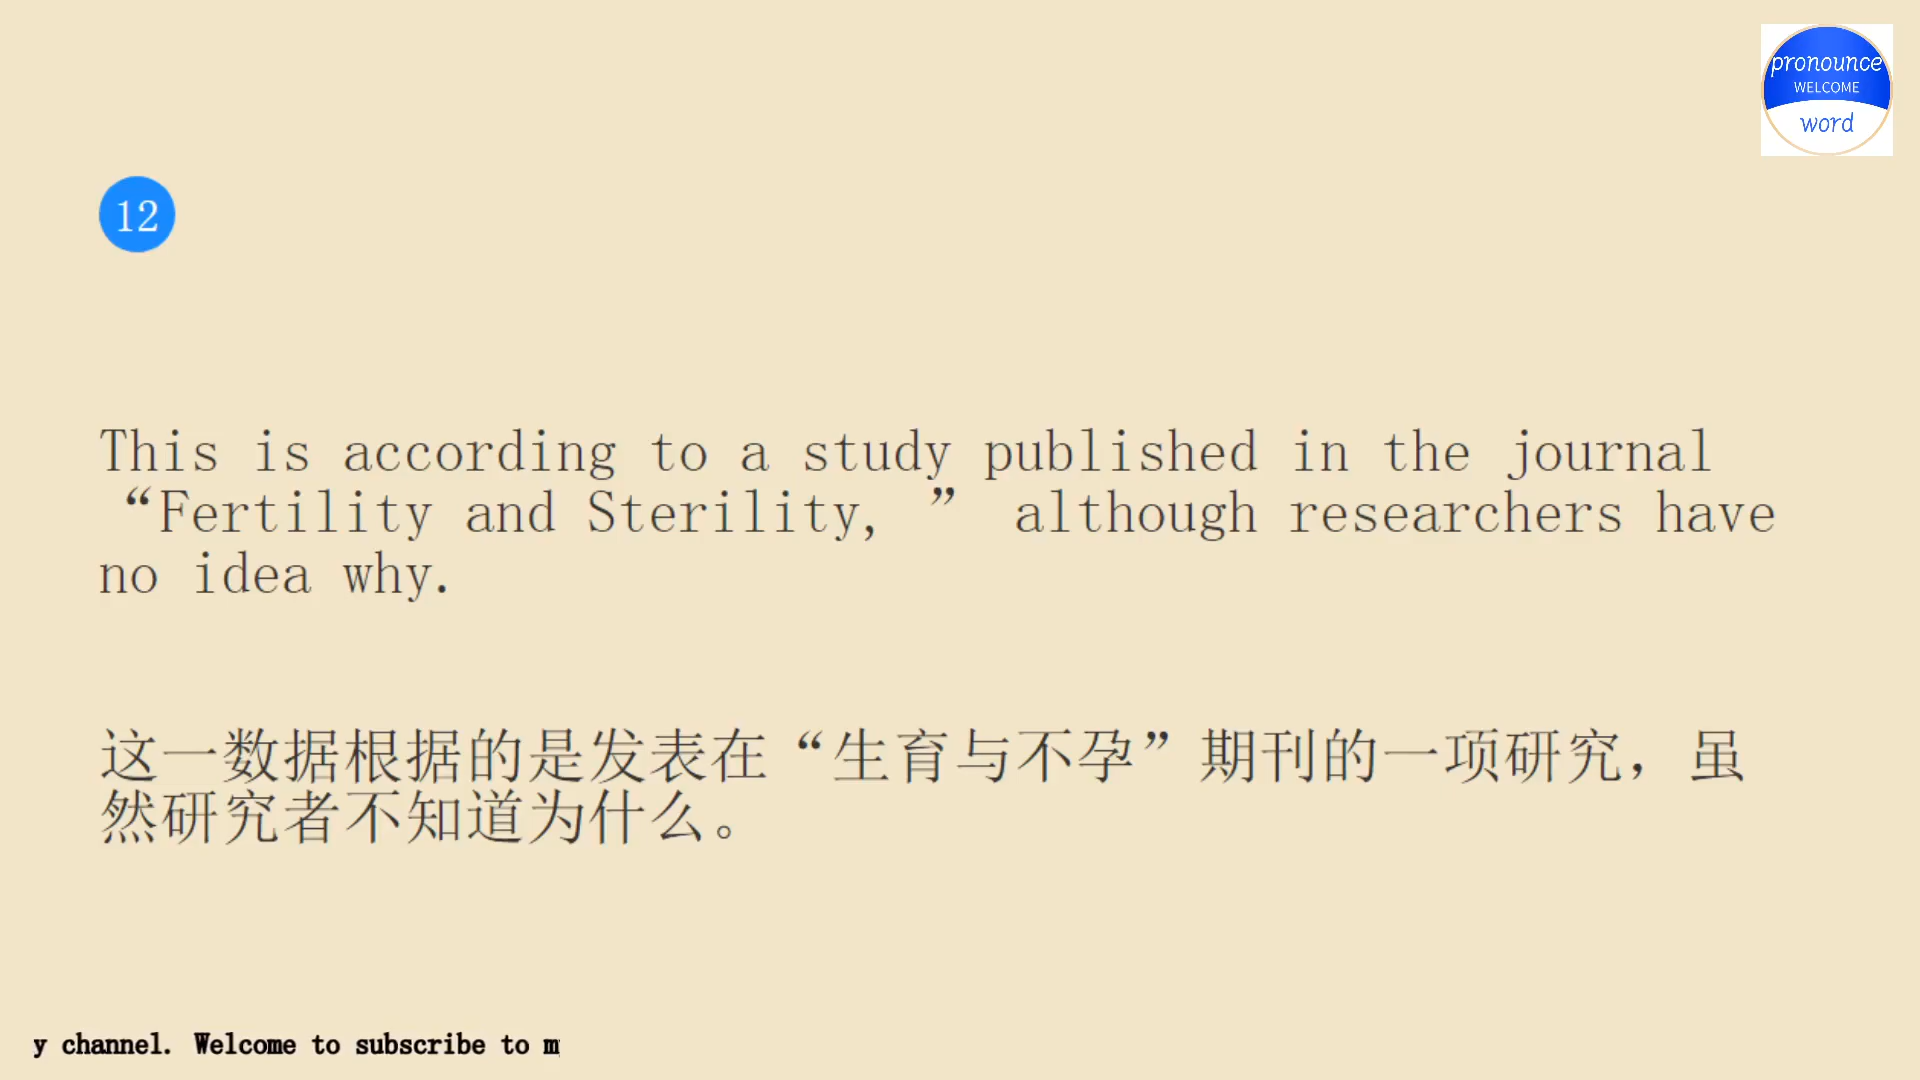 pronounce
WELCOME
word
12
This is according to a study published in the journal
“Fertility and Sterility, ” although researchers have
no idea why.
这一数据根据的是发表在“生育与不孕”期刊的一项研究，虽
然研究者不知道为什么。
y channel. Welcome to subscribe to m